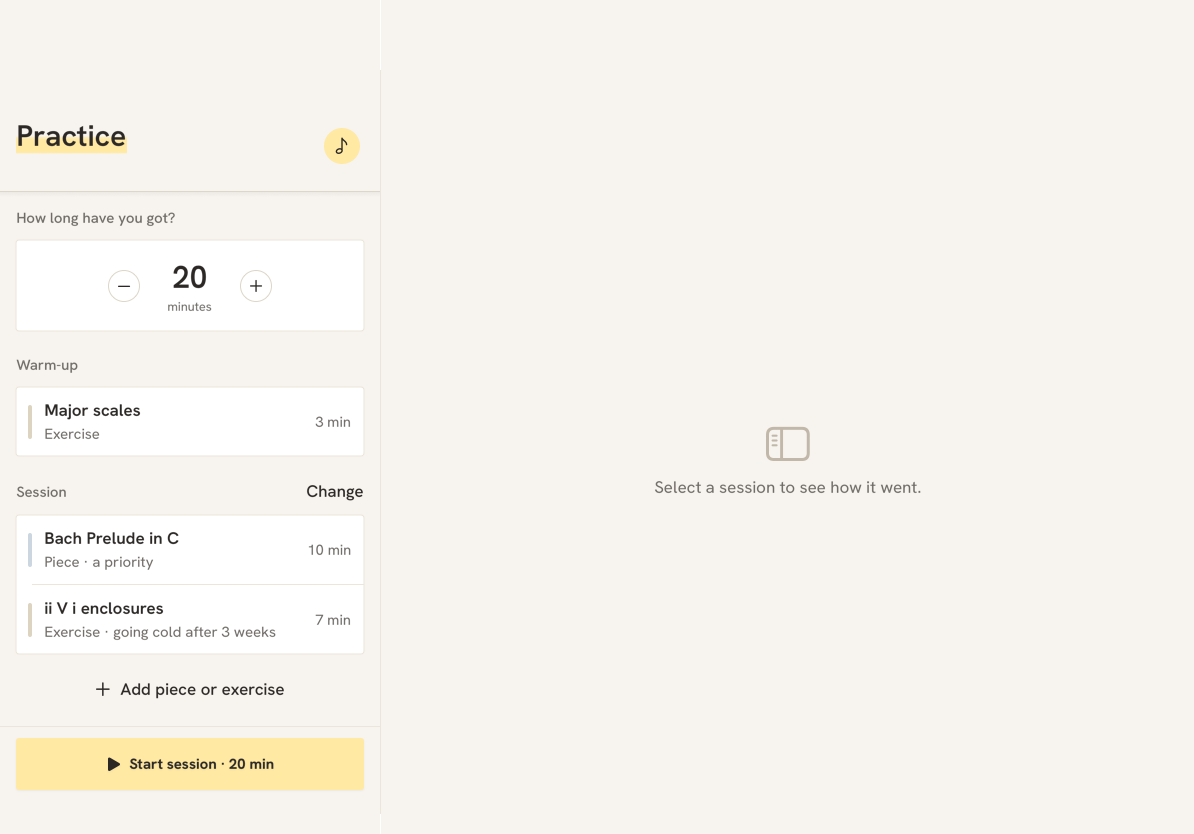 Practice
How long have you got?
20
minutes
Warm-up
Major scales
Exercise
3 min
Session
Change
Bach Prelude in C
Piece · a priority
10 min
ii V i enclosures
Exercise · going cold after 3 weeks
7 min
Add piece or exercise
Start session · 20 min
Select a session to see how it went.